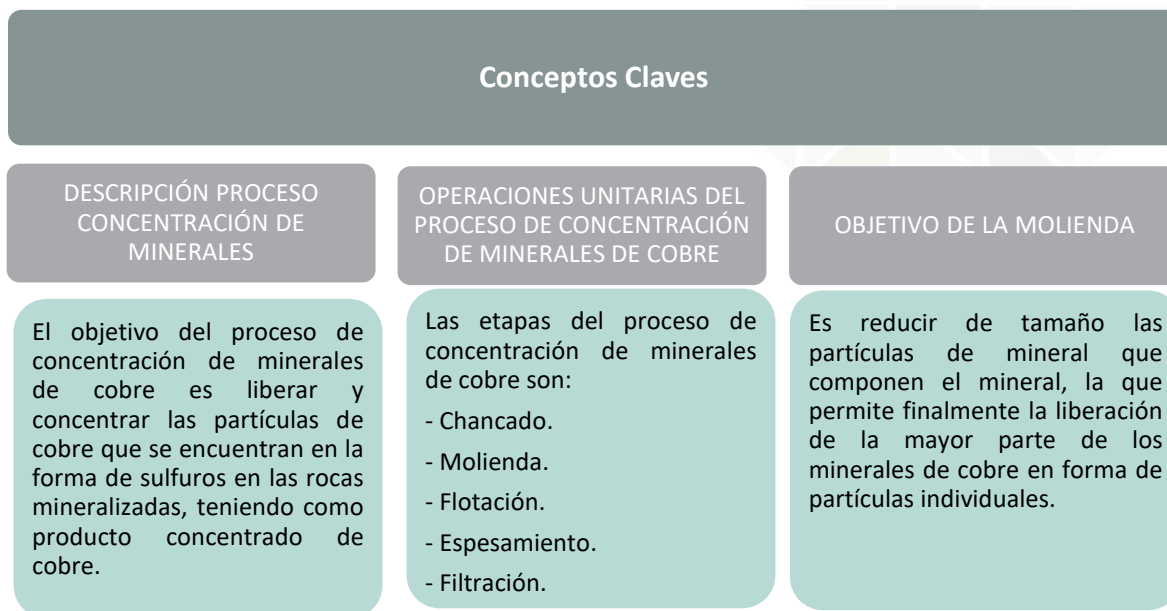 Conceptos Claves
DESCRIPCIÓN PROCESO
CONCENTRACIÓN DE
MINERALES
El objetivo del proceso de
concentración de minerales
de cobre es liberar y
concentrar las partículas de
cobre que se encuentran en la
forma de sulfuros en las rocas
mineralizadas, teniendo como
producto concentrado de
cobre.
OPERACIONES UNITARIAS DEL
PROCESO DE CONCENTRACIÓN
DE MINERALES DE COBRE
Las etapas del proceso de
concentración de minerales
de cobre son:
- Chancado.
- Molienda.
- Flotación.
- Espesamiento.
- Filtración.
OBJETIVO DE LA MOLIENDA
Es reducir de tamaño las
partículas de mineral que
componen el mineral, la que
permite finalmente la liberación
de la mayor parte de los
minerales de cobre en forma de
partículas individuales.